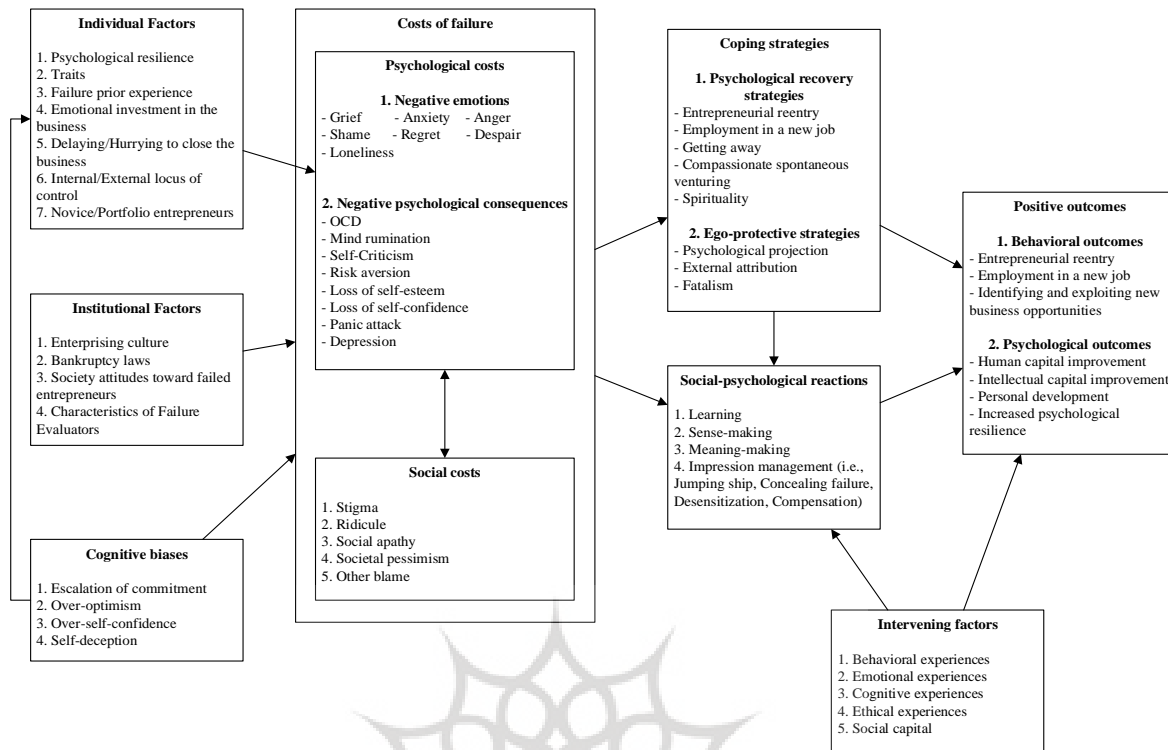 Individual Factors
1. Psychological resilience
2. Traits
3. Failure prior experience
4. Emotional investment in the
business
5. Delaying/Hurrying to close the
business
6. Internal/External locus of
control
7. Novice/Portfolio entrepreneurs
Institutional Factors
1. Enterprising culture
2. Bankruptcy laws
3. Society attitudes toward failed
entrepreneurs
4. Characteristics of Failure
Evaluators
Cognitive biases
1. Escalation of commitment
2. Over-optimism
3. Over-self-confidence
4. Self-deception
Costs of failure
Psychological costs
1. Negative emotions
- Grief - Anxiety - Anger
- Shame - Regret - Despair
- Loneliness
2. Negative psychological consequences
- OCD
- Mind rumination
- Self-Criticism
- Risk aversion
- Loss of self-esteem
- Loss of self-confidence
- Panic attack
- Depression
Social costs
1. Stigma
2. Ridicule
3. Social apathy
4. Societal pessimism
5. Other blame
Coping strategies
1. Psychological recovery
strategies
- Entrepreneurial reentry
- Employment in a new job
- Getting away
- Compassionate spontaneous
venturing
- Spirituality
2. Ego-protective strategies
- Psychological projection
- External attribution
- Fatalism
Social-psychological reactions
1. Learning
2. Sense-making
3. Meaning-making
4. Impression management (i.e.,
Jumping ship, Concealing failure,
Desensitization, Compensation)
Positive outcomes
1. Behavioral outcomes
- Entrepreneurial reentry
- Employment in a new job
- Identifying and exploiting new
business opportunities
2. Psychological outcomes
- Human capital improvement
- Intellectual capital improvement
- Personal development
- Increased psychological
resilience
Intervening factors
1. Behavioral experiences
2. Emotional experiences
3. Cognitive experiences
4. Ethical experiences
5. Social capital